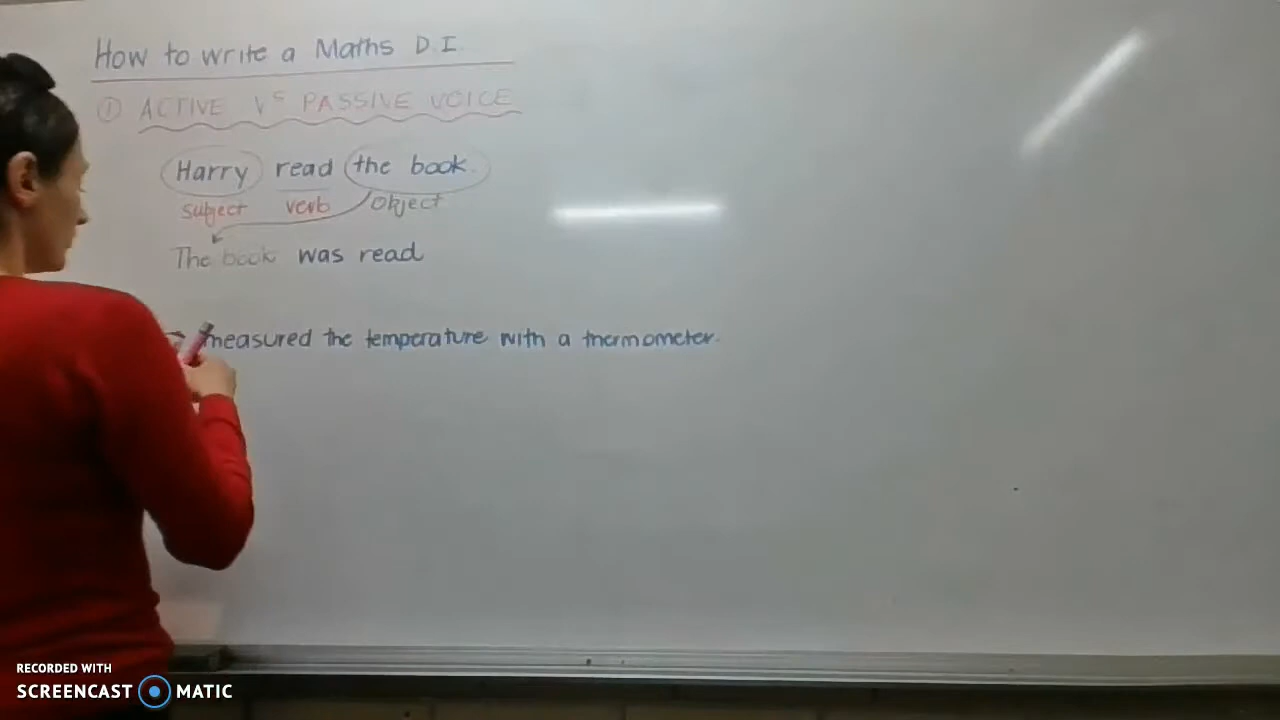 How to write a Maths D.I.
① ACTIVE VS PASSIVE VOICE
Harry read the book.
subject verb object
The book was read
measured the temperature with a thermometer.
RECORDED WITH
SCREENCAST MATIC